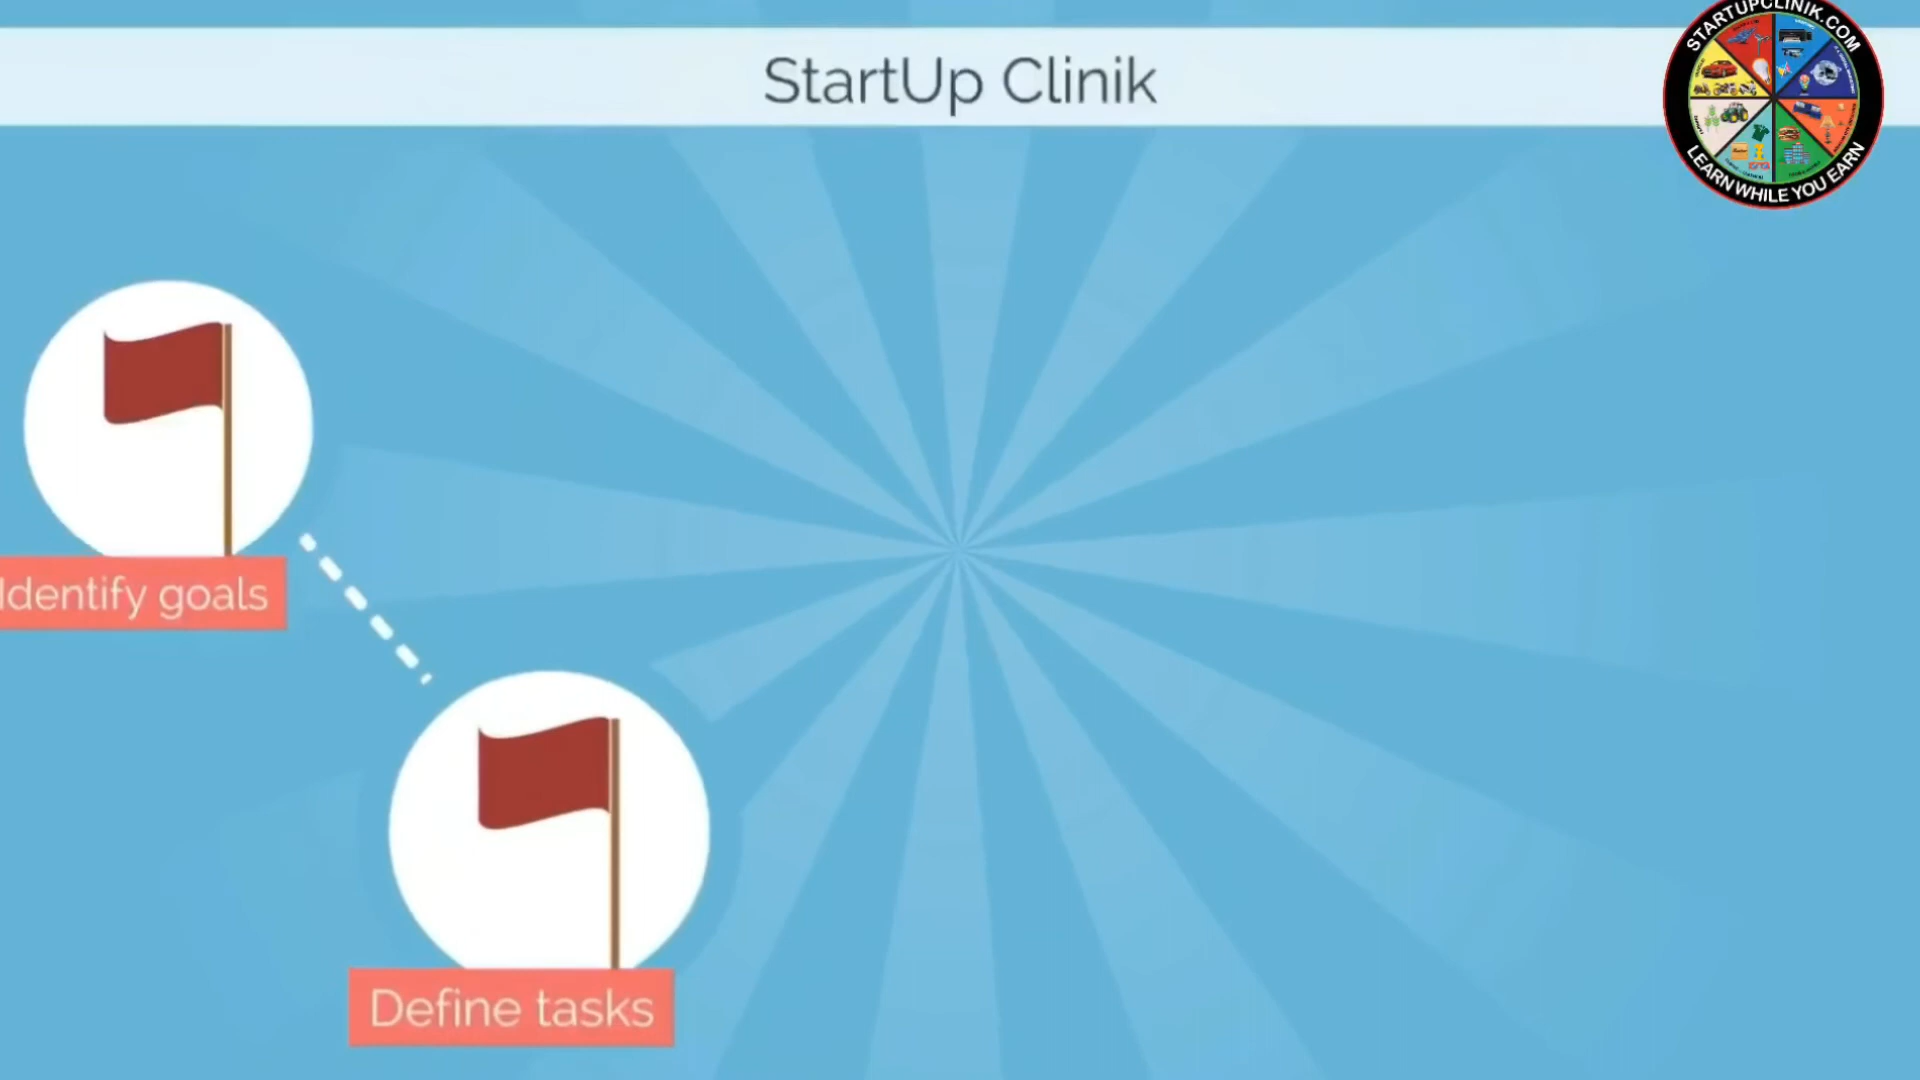 StartUp Clinik
STARTUPCLINIK.COM
LEARN WHILE YOU EARN
Identify goals
Define tasks